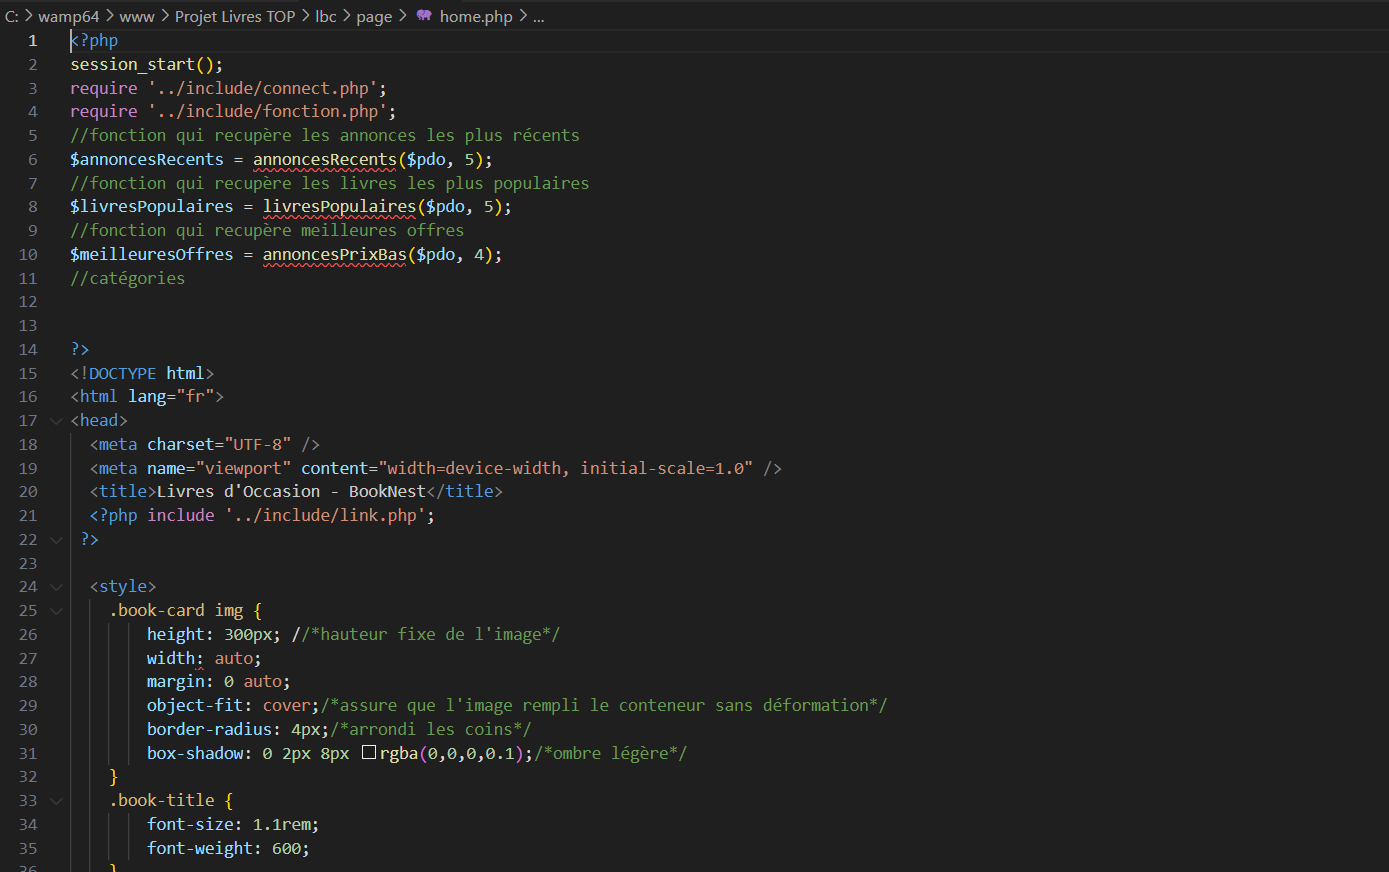 C: > wamp64 > www > Projet Livres TOP > lbc > page > home.php > ...
1 <?php
2 session_start();
3 require '../include/connect.php';
4 require '../include/fonction.php';
5 //fonction qui recupère les annonces les plus récents
6 $annoncesRecents = annoncesRecents($pdo, 5);
7 //fonction qui recupère les livres les plus populaires
8 $livresPopulaires = livresPopulaires($pdo, 5);
9 //fonction qui recupère meilleures offres
10 $meilleuresOffres = annoncesPrixBas($pdo, 4);
11 //catégories
12
13
14 ?>
15 <!DOCTYPE html>
16 <html lang="fr">
17 <head>
18 <meta charset="UTF-8" />
19 <meta name="viewport" content="width=device-width, initial-scale=1.0" />
20 <title>Livres d'Occasion - BookNest</title>
21 <?php include '../include/link.php';
22 ?>
23
24 <style>
25 .book-card img {
26 height: 300px; //*hauteur fixe de l'image*/
27 width: auto;
28 margin: 0 auto;
29 object-fit: cover;/*assure que l'image rempli le conteneur sans déformation*/
30 border-radius: 4px;/*arrondi les coins*/
31 box-shadow: 0 2px 8px rgba(0,0,0,0.1);/*ombre légère*/
32 }
33 .book-title {
34 font-size: 1.1rem;
35 font-weight: 600;
36 }